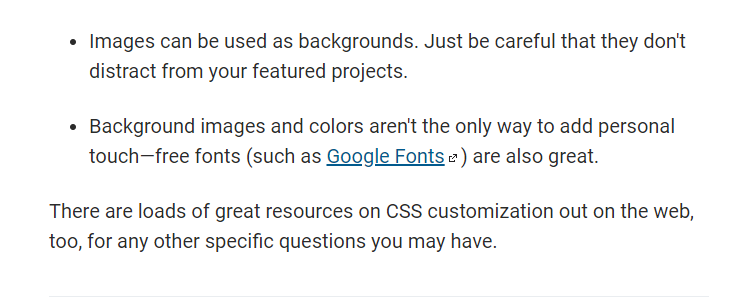 • Images can be used as backgrounds. Just be careful that they don't
distract from your featured projects.
• Background images and colors aren't the only way to add personal
touch—free fonts (such as Google Fonts) are also great.
There are loads of great resources on CSS customization out on the web,
too, for any other specific questions you may have.